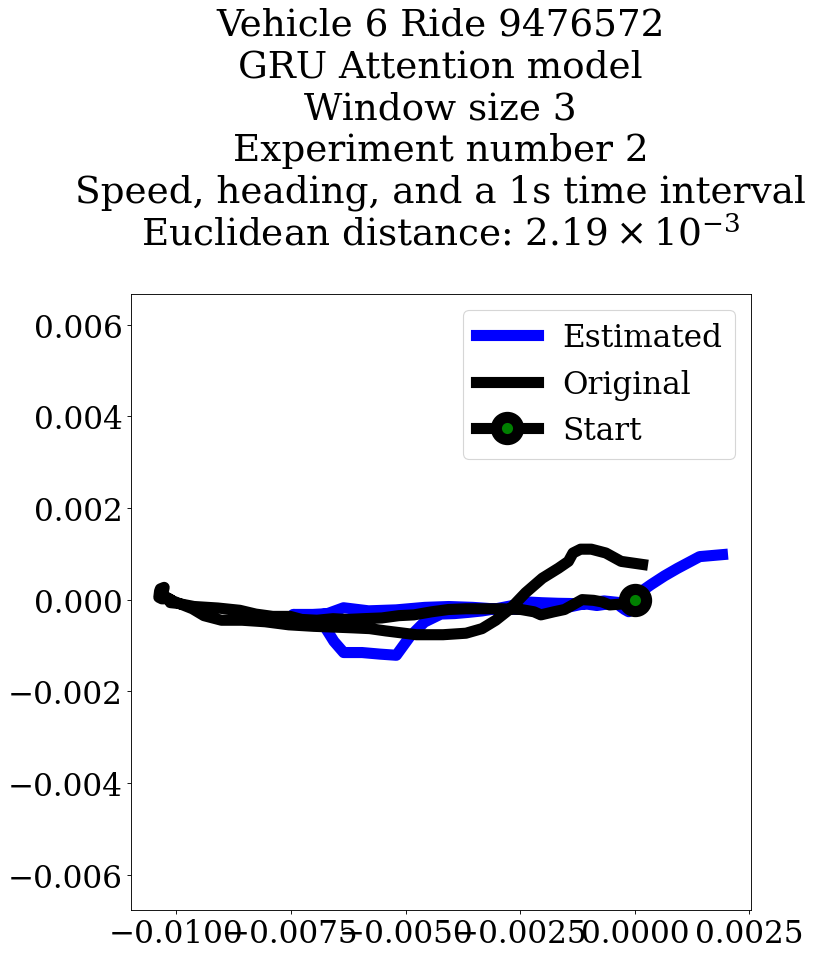 Vehicle 6 Ride 9476572
GRU Attention model
Window size 3
Experiment number 2
Speed, heading, and a 1s time interval
Euclidean distance: 2.19 × 10⁻³
Estimated
Original
Start
0.006
0.004
0.002
0.000
−0.002
−0.004
−0.006
−0.0100 −0.0075 −0.0050 −0.0025 0.0000 0.0025